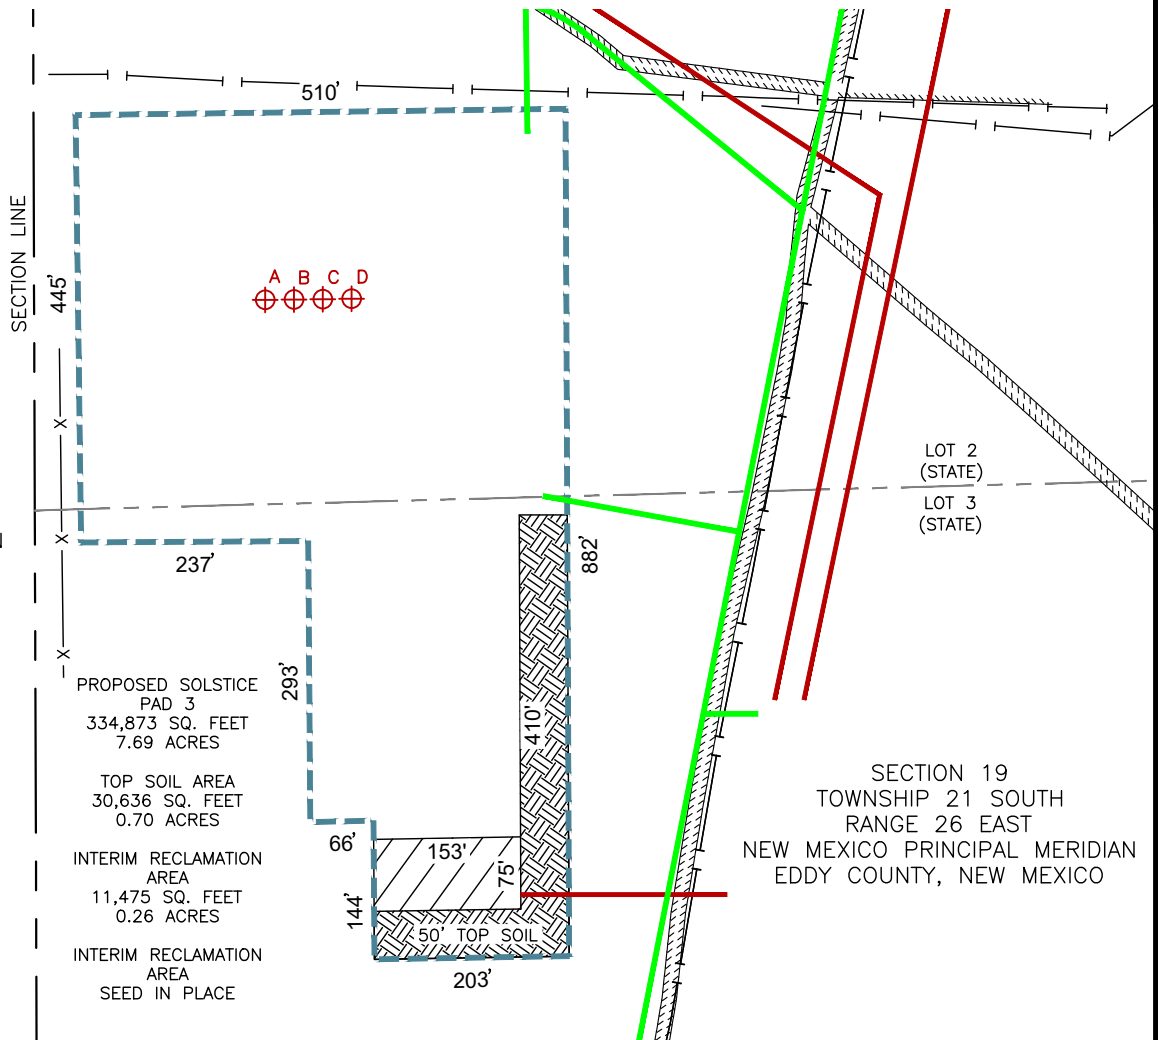 510'
SECTION LINE
445'
A B C D
LOT 2
(STATE)
LOT 3
(STATE)
237'
882'
293'
410'
PROPOSED SOLSTICE
PAD 3
334,873 SQ. FEET
7.69 ACRES
TOP SOIL AREA
30,636 SQ. FEET
0.70 ACRES
INTERIM RECLAMATION
AREA
11,475 SQ. FEET
0.26 ACRES
INTERIM RECLAMATION
AREA
SEED IN PLACE
66'
153'
75'
144'
50' TOP SOIL
203'
SECTION 19
TOWNSHIP 21 SOUTH
RANGE 26 EAST
NEW MEXICO PRINCIPAL MERIDIAN
EDDY COUNTY, NEW MEXICO